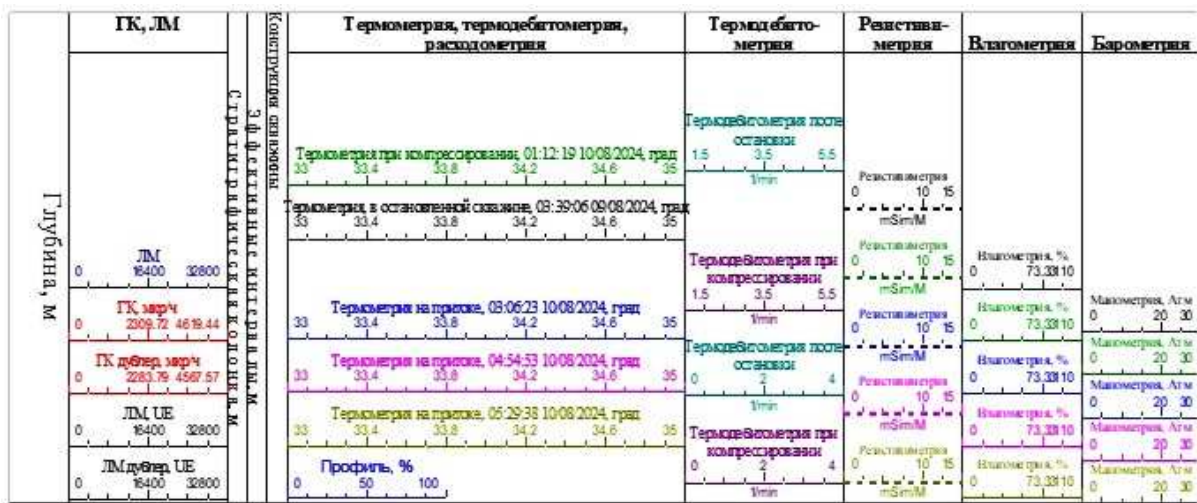 ГК, ЛМ
Термометрия, термодебитометрия,
расходометрия
Термодебито-
метрия
Резистиви-
метрия
Влагометрия
Барометрия
Глубина, м
Стратиграфическая колонка, м
Эффективные интервалы, м
Конструкция скважины
ЛМ
0 16400 32800
ГК, мкр/ч
0 2309.72 4619.44
ГК дублер, мкр/ч
0 2283.79 4567.57
ЛМ, UE
0 16400 32800
ЛМ дублер, UE
0 16400 32800
Термометрия при компрессировании, 01:12:19 10/08/2024, град
33 33.4 33.8 34.2 34.6 35
Термометрия, в остановленной скважине, 03:39:06 09/08/2024, град
33 33.4 33.8 34.2 34.6 35
Термометрия на притоке, 03:06:23 10/08/2024, град
33 33.4 33.8 34.2 34.6 35
Термометрия на притоке, 04:54:53 10/08/2024, град
33 33.4 33.8 34.2 34.6 35
Термометрия на притоке, 05:29:38 10/08/2024, град
33 33.4 33.8 34.2 34.6 35
Профиль, %
0 50 100
Термодебитометрия после
остановки
1.5 3.5 5.5
1/min
Термодебитометрия при
компрессировании
1.5 3.5 5.5
1/min
Термодебитометрия после
остановки
0 2 4
1/min
Термодебитометрия при
компрессировании
0 2 4
1/min
Резистивиметрия
0 10 15
mSim/M
Резистивиметрия
0 10 15
mSim/M
Резистивиметрия
0 10 15
mSim/M
Резистивиметрия
0 10 15
mSim/M
Резистивиметрия
0 10 15
mSim/M
Влагометрия, %
0 73.33110
Влагометрия, %
0 73.33110
Влагометрия, %
0 73.33110
Влагометрия, %
0 73.33110
Влагометрия, %
0 73.33110
Манометрия, Атм
0 20 30
Манометрия, Атм
0 20 30
Манометрия, Атм
0 20 30
Манометрия, Атм
0 20 30
Манометрия, Атм
0 20 30